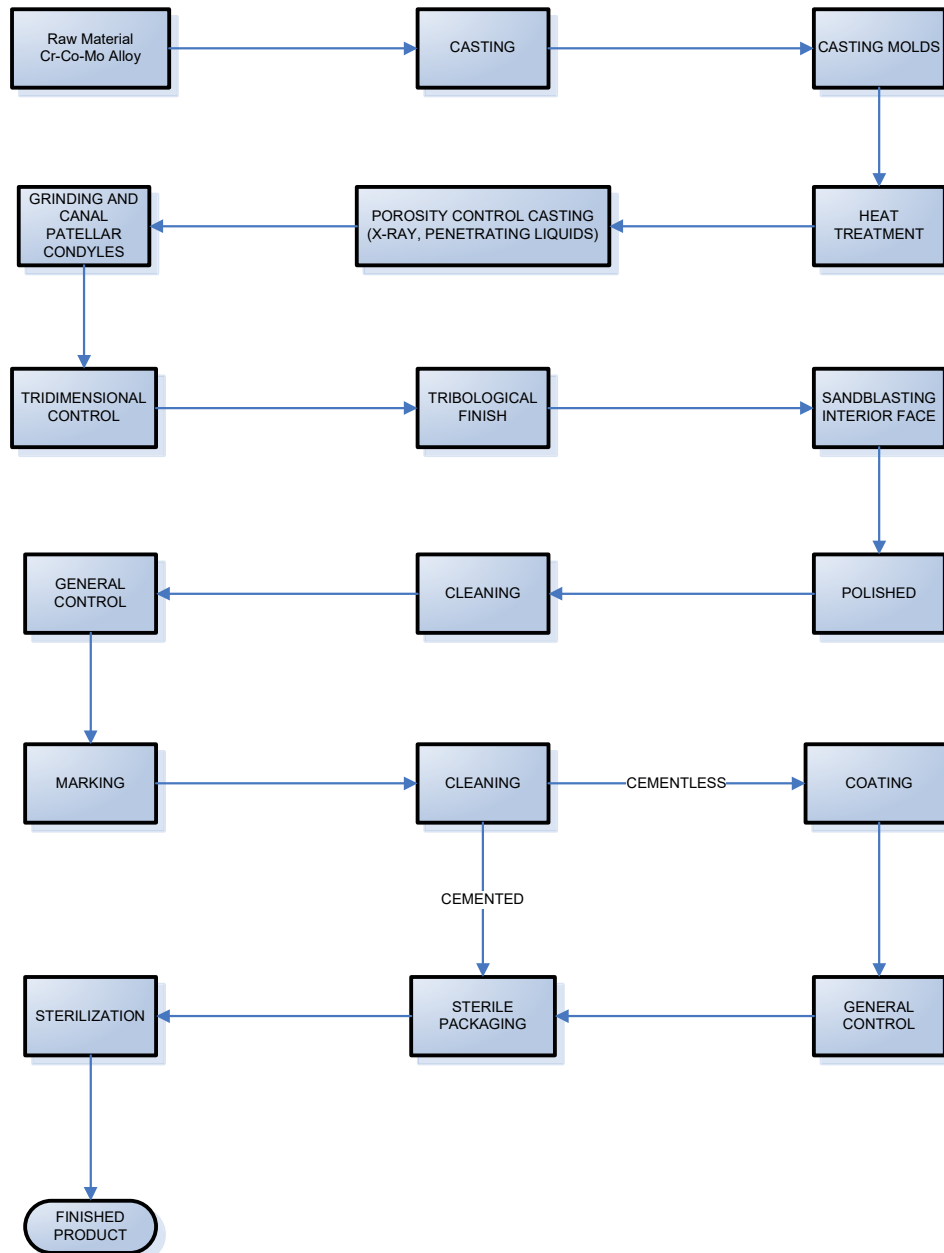 Raw Material
Cr-Co-Mo Alloy
CASTING
CASTING MOLDS
HEAT
TREATMENT
POROSITY CONTROL CASTING
(X-RAY, PENETRATING LIQUIDS)
GRINDING AND
CANAL
PATELLAR
CONDYLES
TRIDIMENSIONAL
CONTROL
TRIBOLOGICAL
FINISH
SANDBLASTING
INTERIOR FACE
POLISHED
CLEANING
GENERAL
CONTROL
MARKING
CLEANING
CEMENTLESS
COATING
CEMENTED
GENERAL
CONTROL
STERILE
PACKAGING
STERILIZATION
FINISHED
PRODUCT